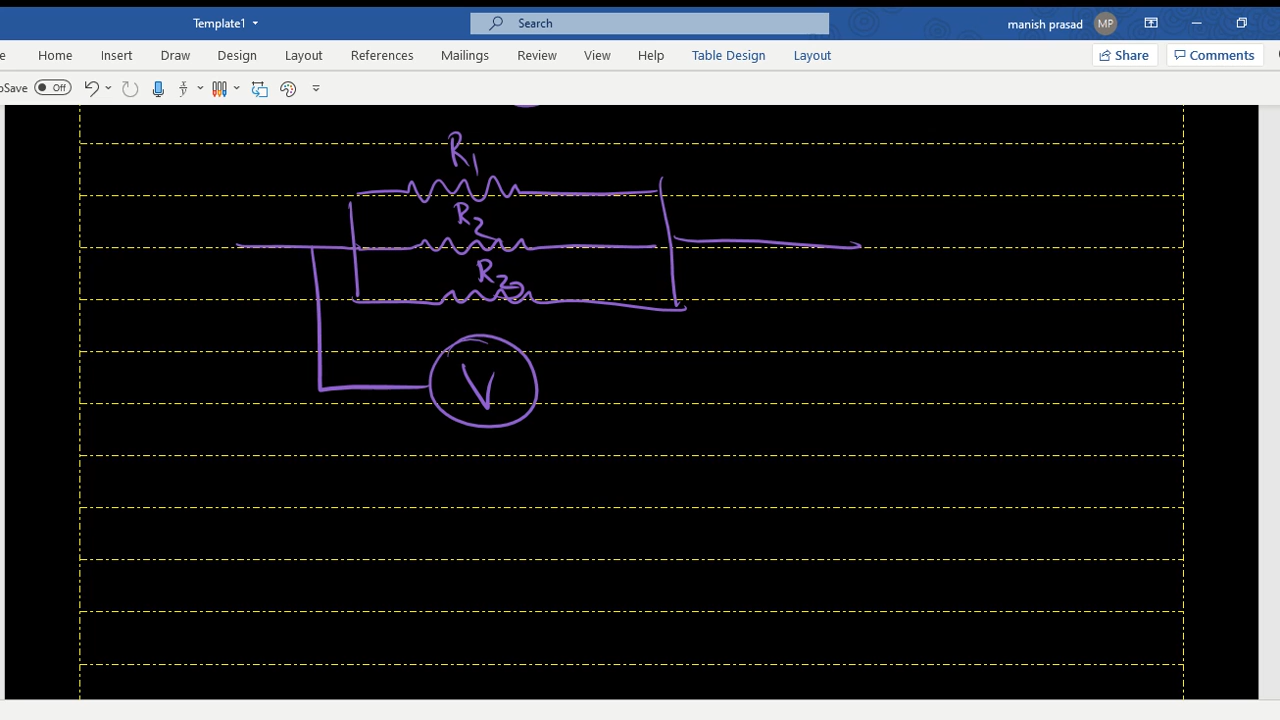 Template1
Search
manish prasad MP
Home Insert Draw Design Layout References Mailings Review View Help Table Design Layout Share Comments
Off
R1
R2
V